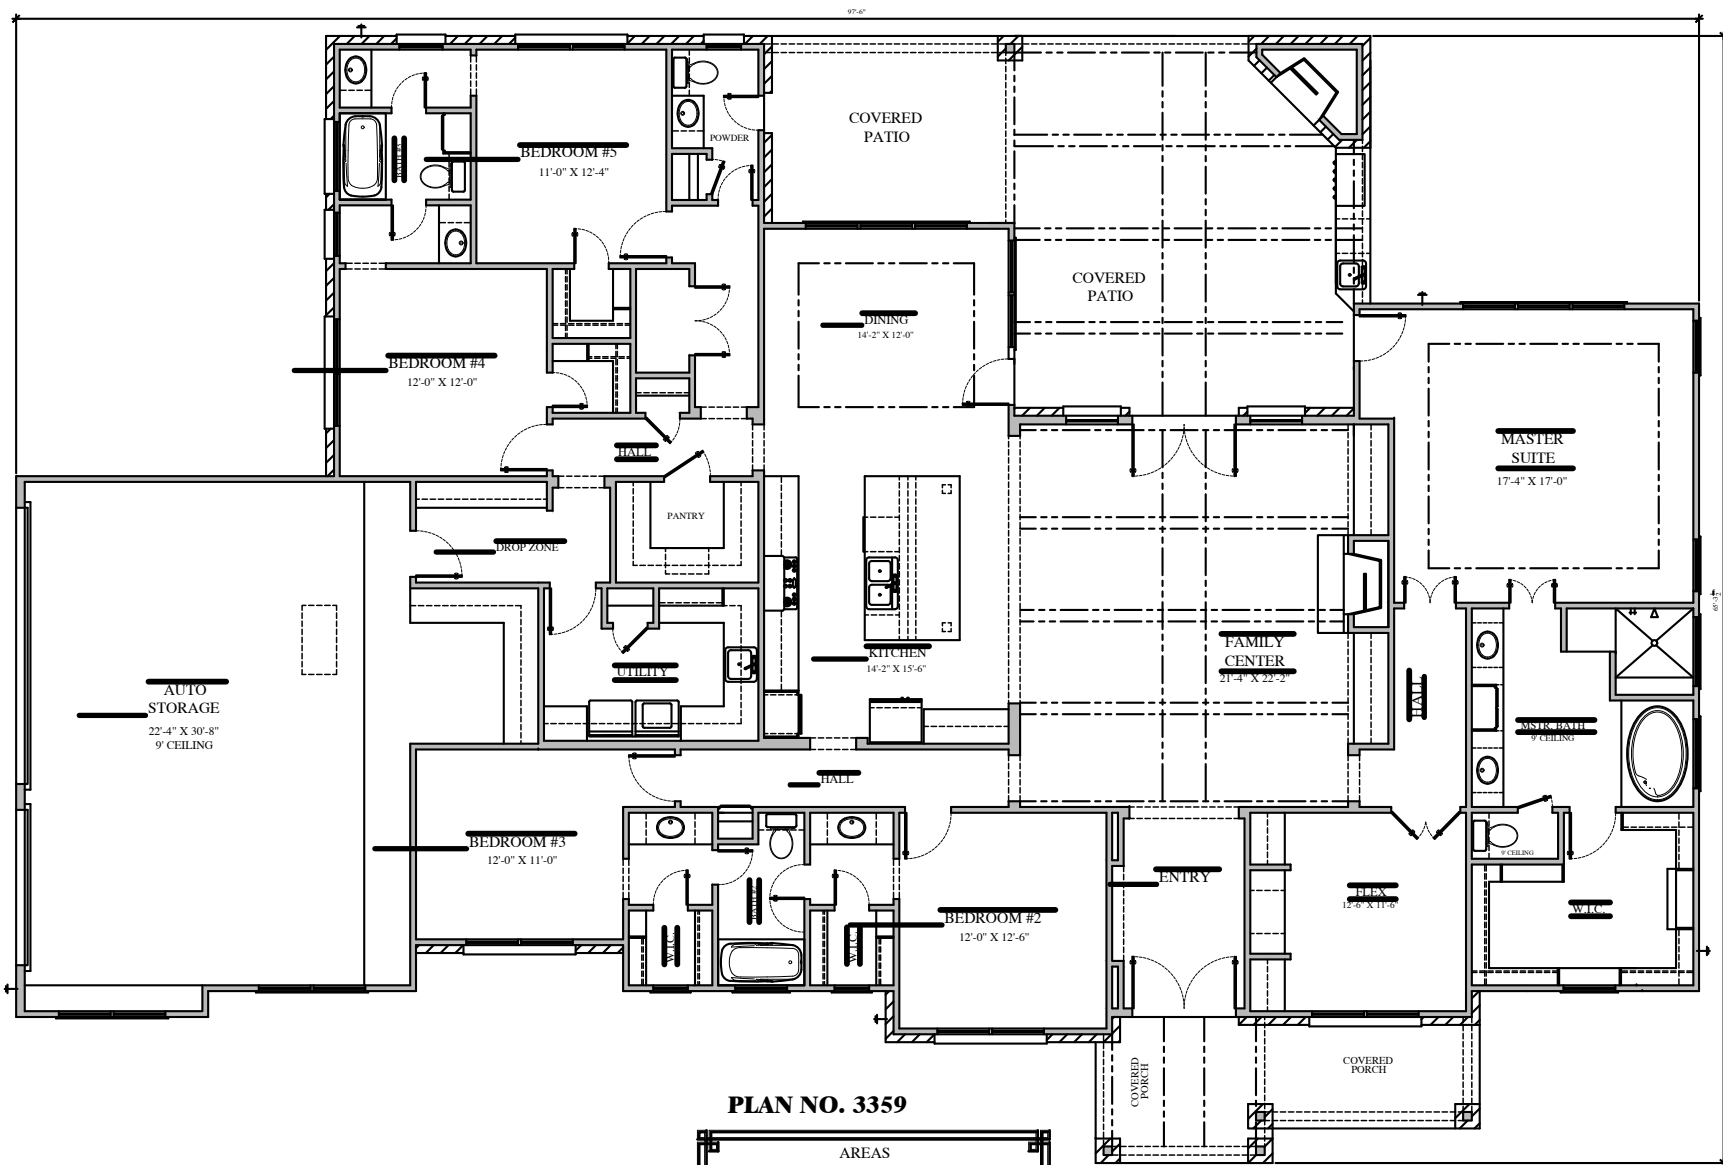 97'-6"
COVERED
PATIO
POWDER
BEDROOM #5
11'-0" X 12'-4"
COVERED
PATIO
DINING
14'-2" X 12'-0"
BEDROOM #4
12'-0" X 12'-0"
HALL
MASTER
SUITE
17'-4" X 17'-0"
PANTRY
DROP ZONE
KITCHEN
14'-2" X 15'-6"
FAMILY
CENTER
21'-4" X 22'-2"
UTILITY
AUTO
STORAGE
22'-4" X 30'-8"
9' CEILING
HALL
MSTR. BATH
9' CEILING
HALL
BEDROOM #3
12'-0" X 11'-0"
9' CEILING
ENTRY
FLEX
12'-6" X 11'-6"
W.I.C.
BEDROOM #2
12'-0" X 12'-6"
W.I.C.
W.I.C.
COVERED
PORCH
COVERED
PORCH
PLAN NO. 3359
AREAS